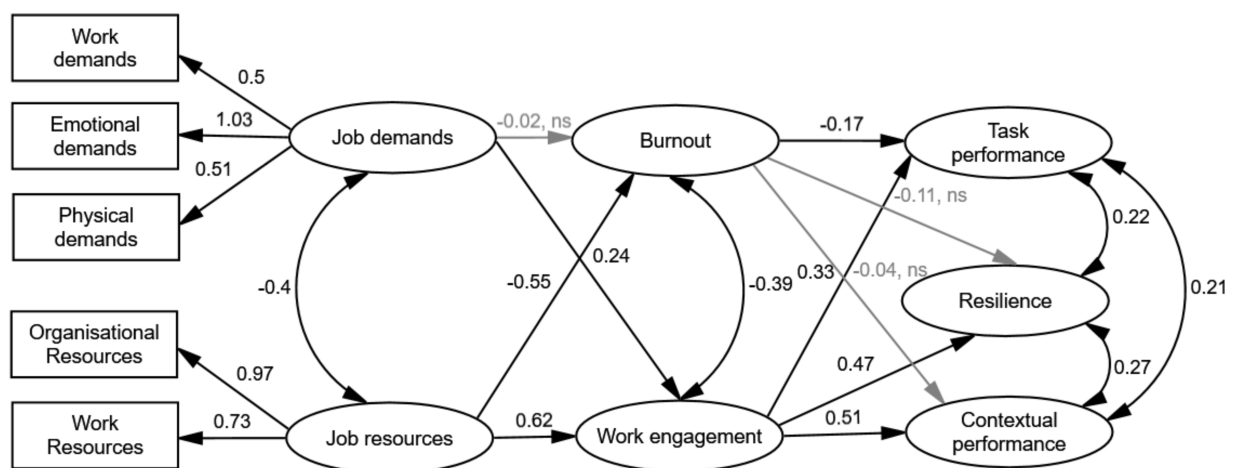 Work
demands
0.5
Emotional
demands
1.03
0.51
Physical
demands
Job demands
-0.02, ns
Burnout
-0.17
Task
performance
-0.11, ns
0.22
-0.4
-0.55
0.24
-0.39
0.33
-0.04, ns
Resilience
0.21
Organisational
Resources
0.97
0.47
0.27
Work
Resources
0.73
Job resources
0.62
Work engagement
0.51
Contextual
performance